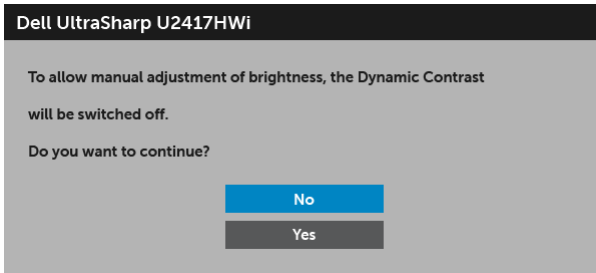 Dell UltraSharp U2417HWi
To allow manual adjustment of brightness, the Dynamic Contrast
will be switched off.
Do you want to continue?
No
Yes